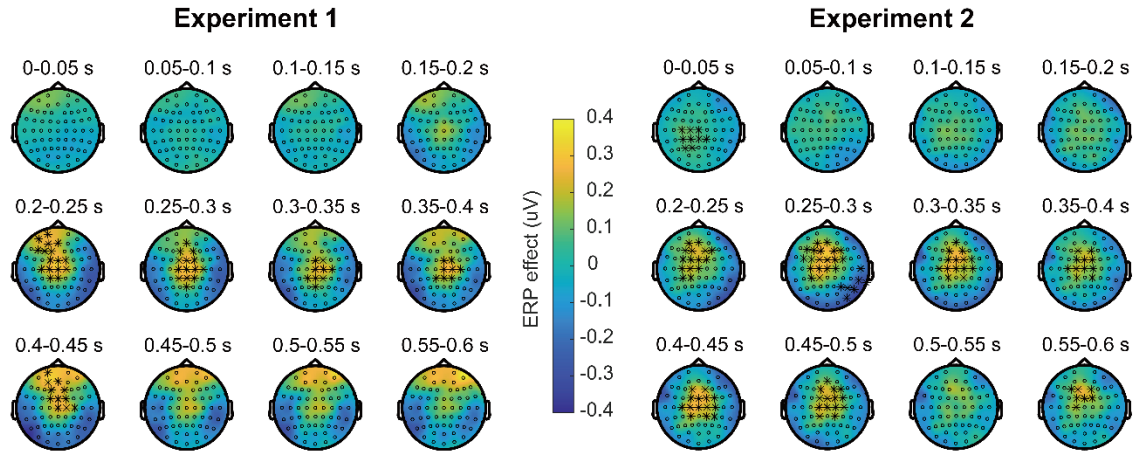 Experiment 1
Experiment 2
0-0.05 s 0.05-0.1 s 0.1-0.15 s 0.15-0.2 s
0.2-0.25 s 0.25-0.3 s 0.3-0.35 s 0.35-0.4 s
0.4-0.45 s 0.45-0.5 s 0.5-0.55 s 0.55-0.6 s
ERP effect (uV)
0.4
0.3
0.2
0.1
0
-0.1
-0.2
-0.3
-0.4
0-0.05 s 0.05-0.1 s 0.1-0.15 s 0.15-0.2 s
0.2-0.25 s 0.25-0.3 s 0.3-0.35 s 0.35-0.4 s
0.4-0.45 s 0.45-0.5 s 0.5-0.55 s 0.55-0.6 s